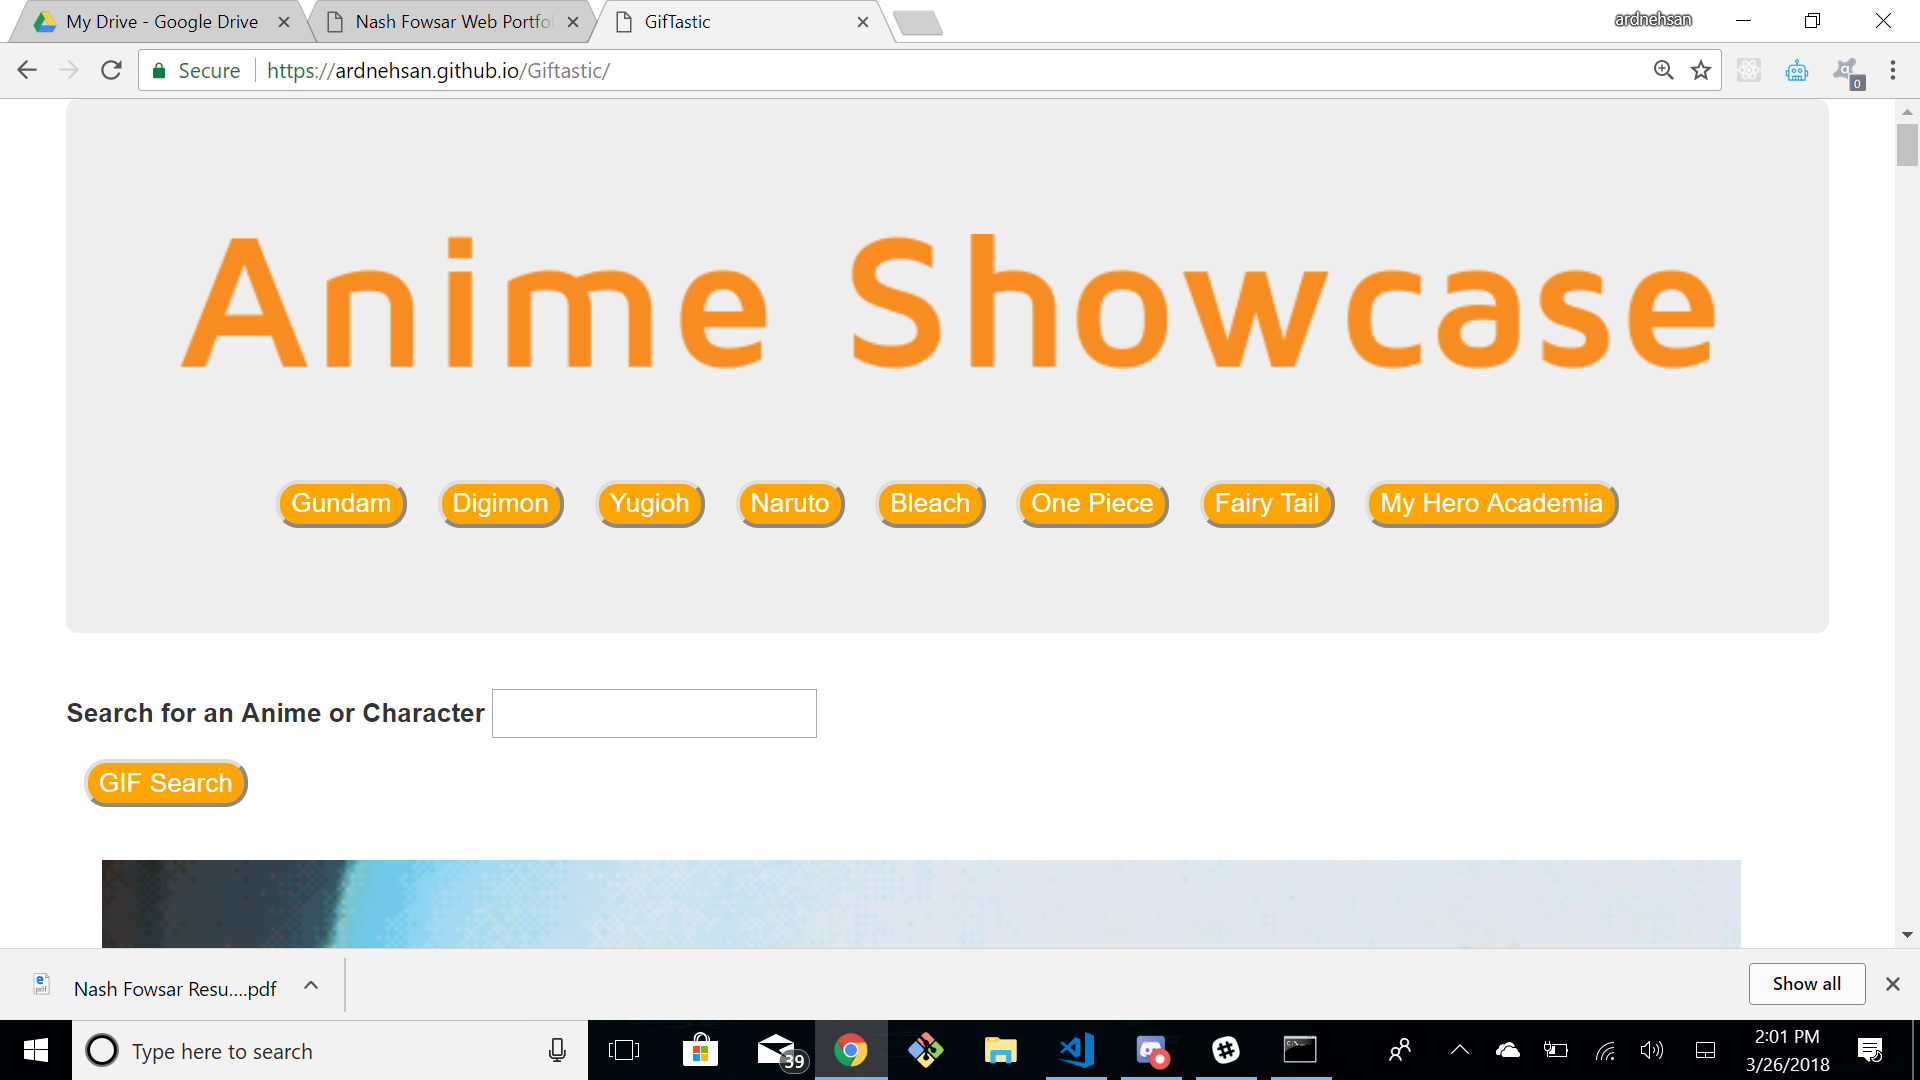 My Drive - Google Drive
Nash Fowsar Web Portfo
GifTastic
ardnehsan
Secure
https://ardnehsan.github.io/Giftastic/
0
Anime Showcase
Gundam Digimon Yugioh Naruto Bleach One Piece Fairy Tail My Hero Academia
Search for an Anime or Character
GIF Search
Nash Fowsar Resu....pdf
Show all
Type here to search
39
2:01 PM
3/26/2018